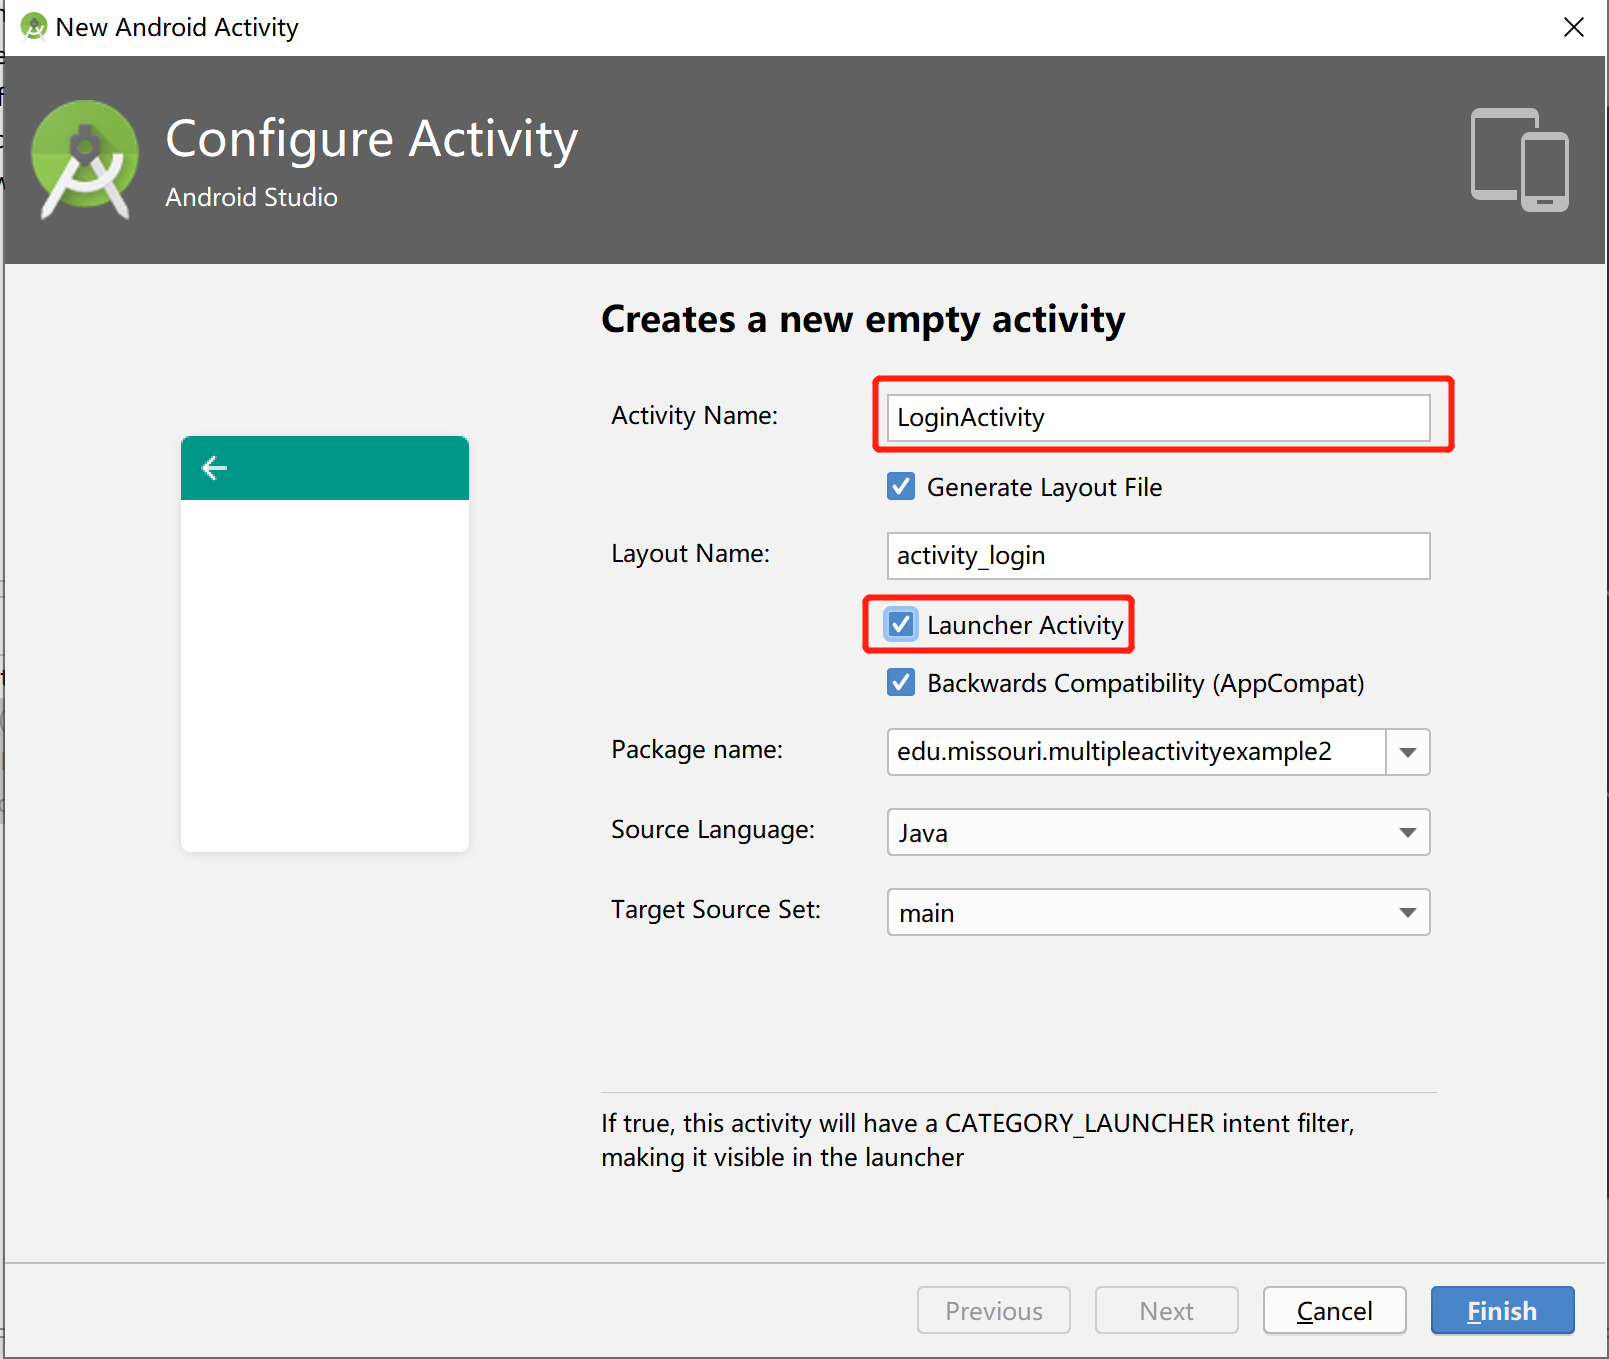 New Android Activity
Configure Activity
Android Studio
Creates a new empty activity
Activity Name:
LoginActivity
Generate Layout File
Layout Name:
activity_login
Launcher Activity
Backwards Compatibility (AppCompat)
Package name:
edu.missouri.multipleactivityexample2
Source Language:
Java
Target Source Set:
main
If true, this activity will have a CATEGORY_LAUNCHER intent filter,
making it visible in the launcher
Previous
Next
Cancel
Finish